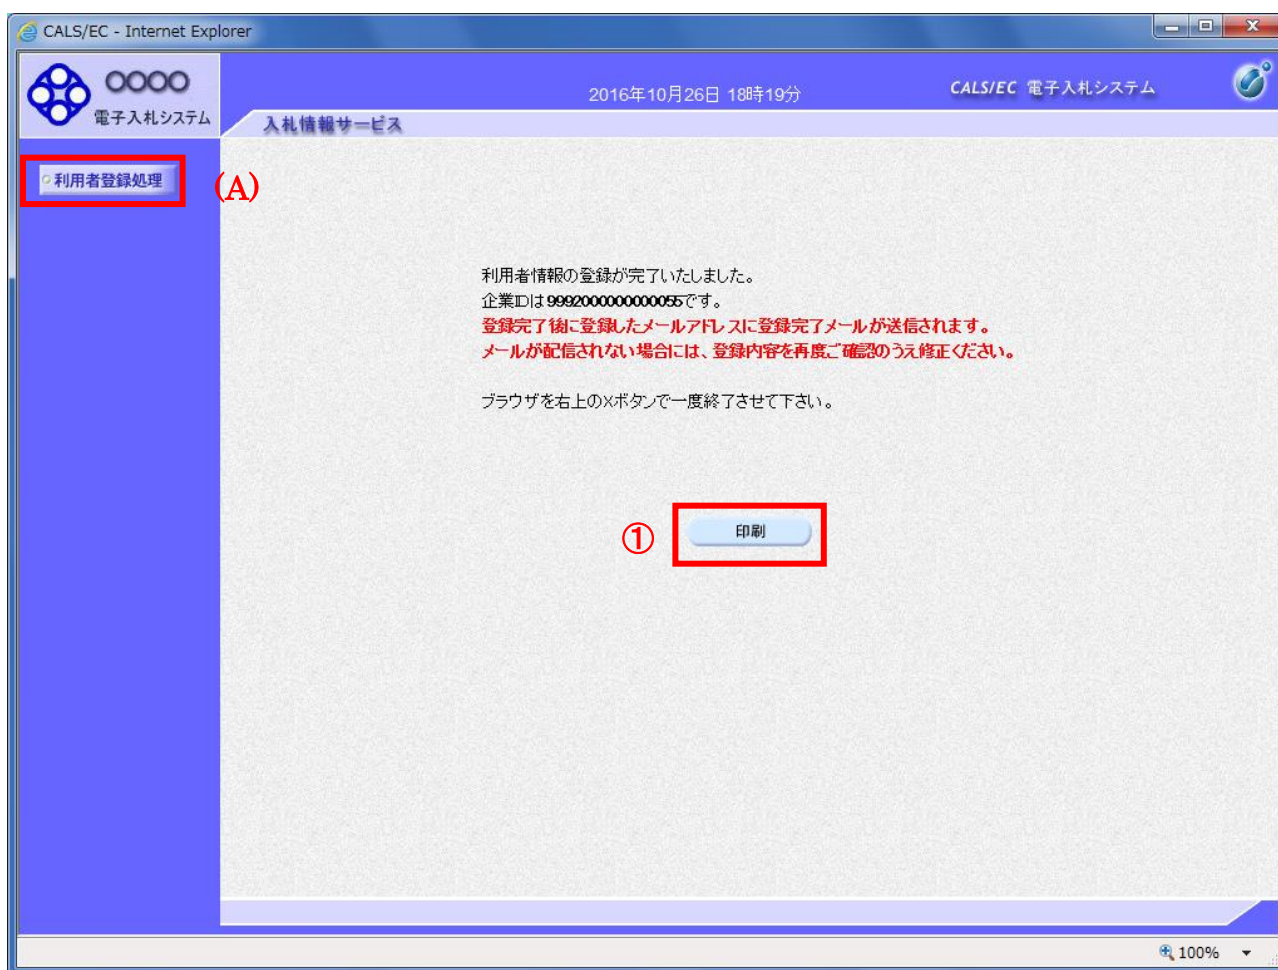 CALS/EC - Internet Explorer
○○○○
電子入札システム
2016年10月26日 18時19分
CALS/EC 電子入札システム
入札情報サービス
利用者登録処理
(A)
利用者情報の登録が完了いたしました。
企業IDは9992000000000055です。
登録完了後に登録したメールアドレスに登録完了メールが送信されます。
メールが配信されない場合には、登録内容を再度ご確認のうえ修正ください。
ブラウザを右上の×ボタンで一度終了させて下さい。
①
印刷
100%